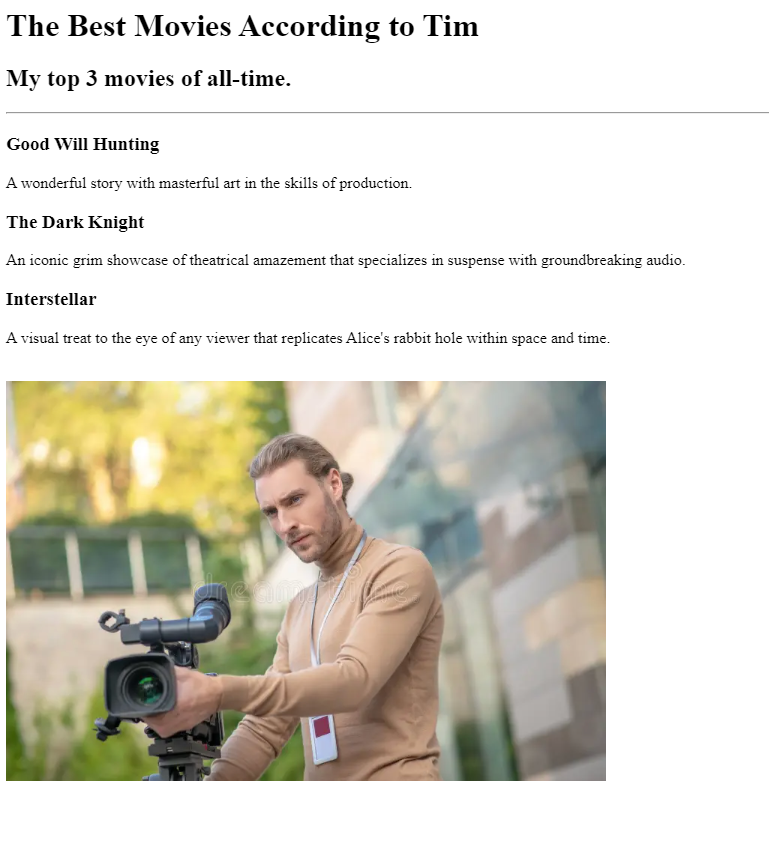 The Best Movies According to Tim
My top 3 movies of all-time.
Good Will Hunting
A wonderful story with masterful art in the skills of production.
The Dark Knight
An iconic grim showcase of theatrical amazement that specializes in suspense with groundbreaking audio.
Interstellar
A visual treat to the eye of any viewer that replicates Alice's rabbit hole within space and time.
dreamstime